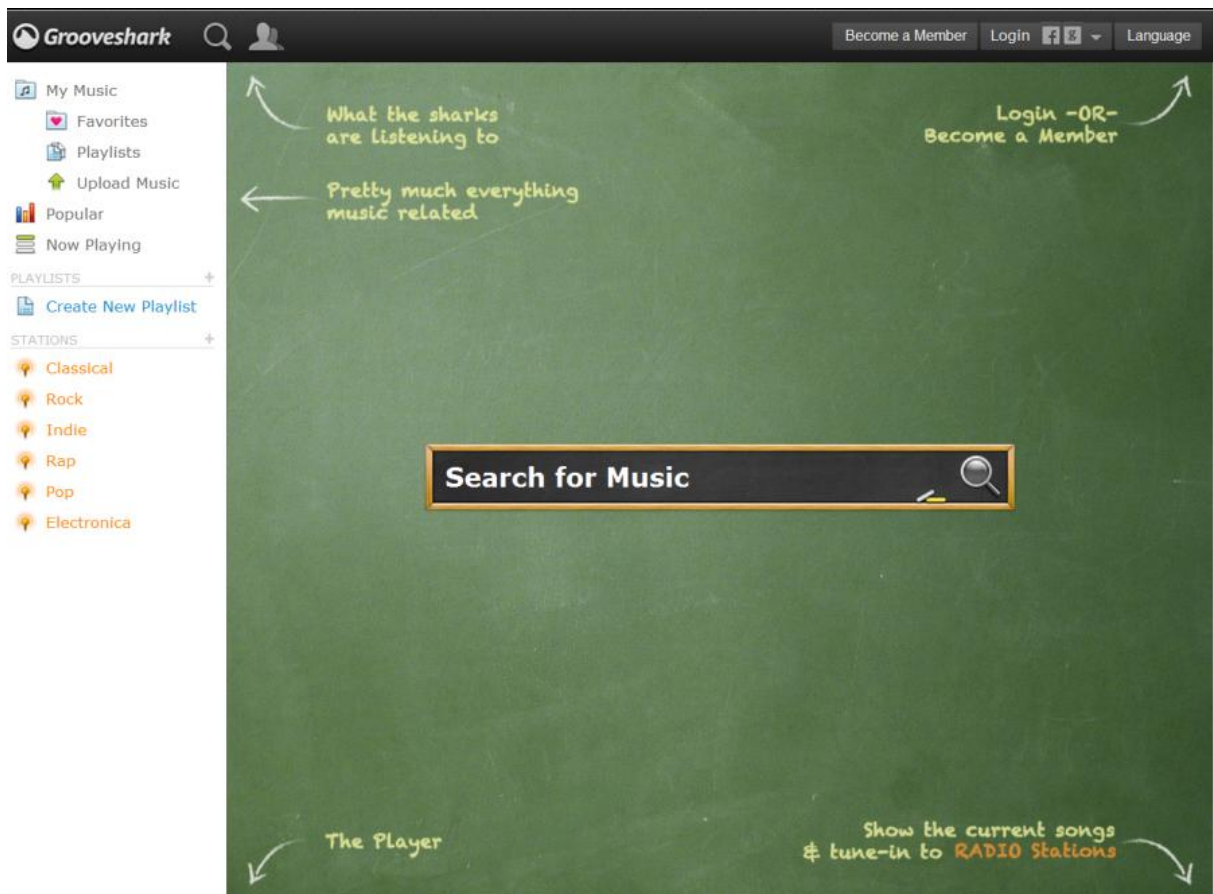 Grooveshark
Become a Member
Login
Language
My Music
Favorites
Playlists
Upload Music
Popular
Now Playing
PLAYLISTS +
Create New Playlist
STATIONS +
Classical
Rock
Indie
Rap
Pop
Electronica
What the sharks
are listening to
Login -OR-
Become a Member
Pretty much everything
music related
Search for Music
The Player
Show the current songs
& tune-in to RADIO Stations